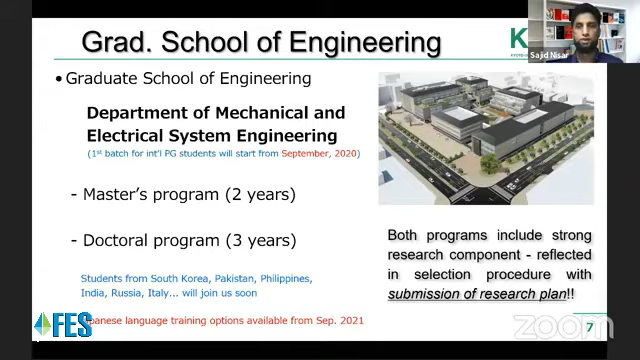 Grad. School of Engineering
K
Sajid Nisar
• Graduate School of Engineering
Department of Mechanical and
Electrical System Engineering
(1st batch for int'l PG students will start from September, 2020)
- Master's program (2 years)
- Doctoral program (3 years)
Students from South Korea, Pakistan, Philippines,
India, Russia, Italy... will join us soon
Japanese language training options available from Sep. 2021
Both programs include strong
research component - reflected
in selection procedure with
submission of research plan!!
FES
zoom
7